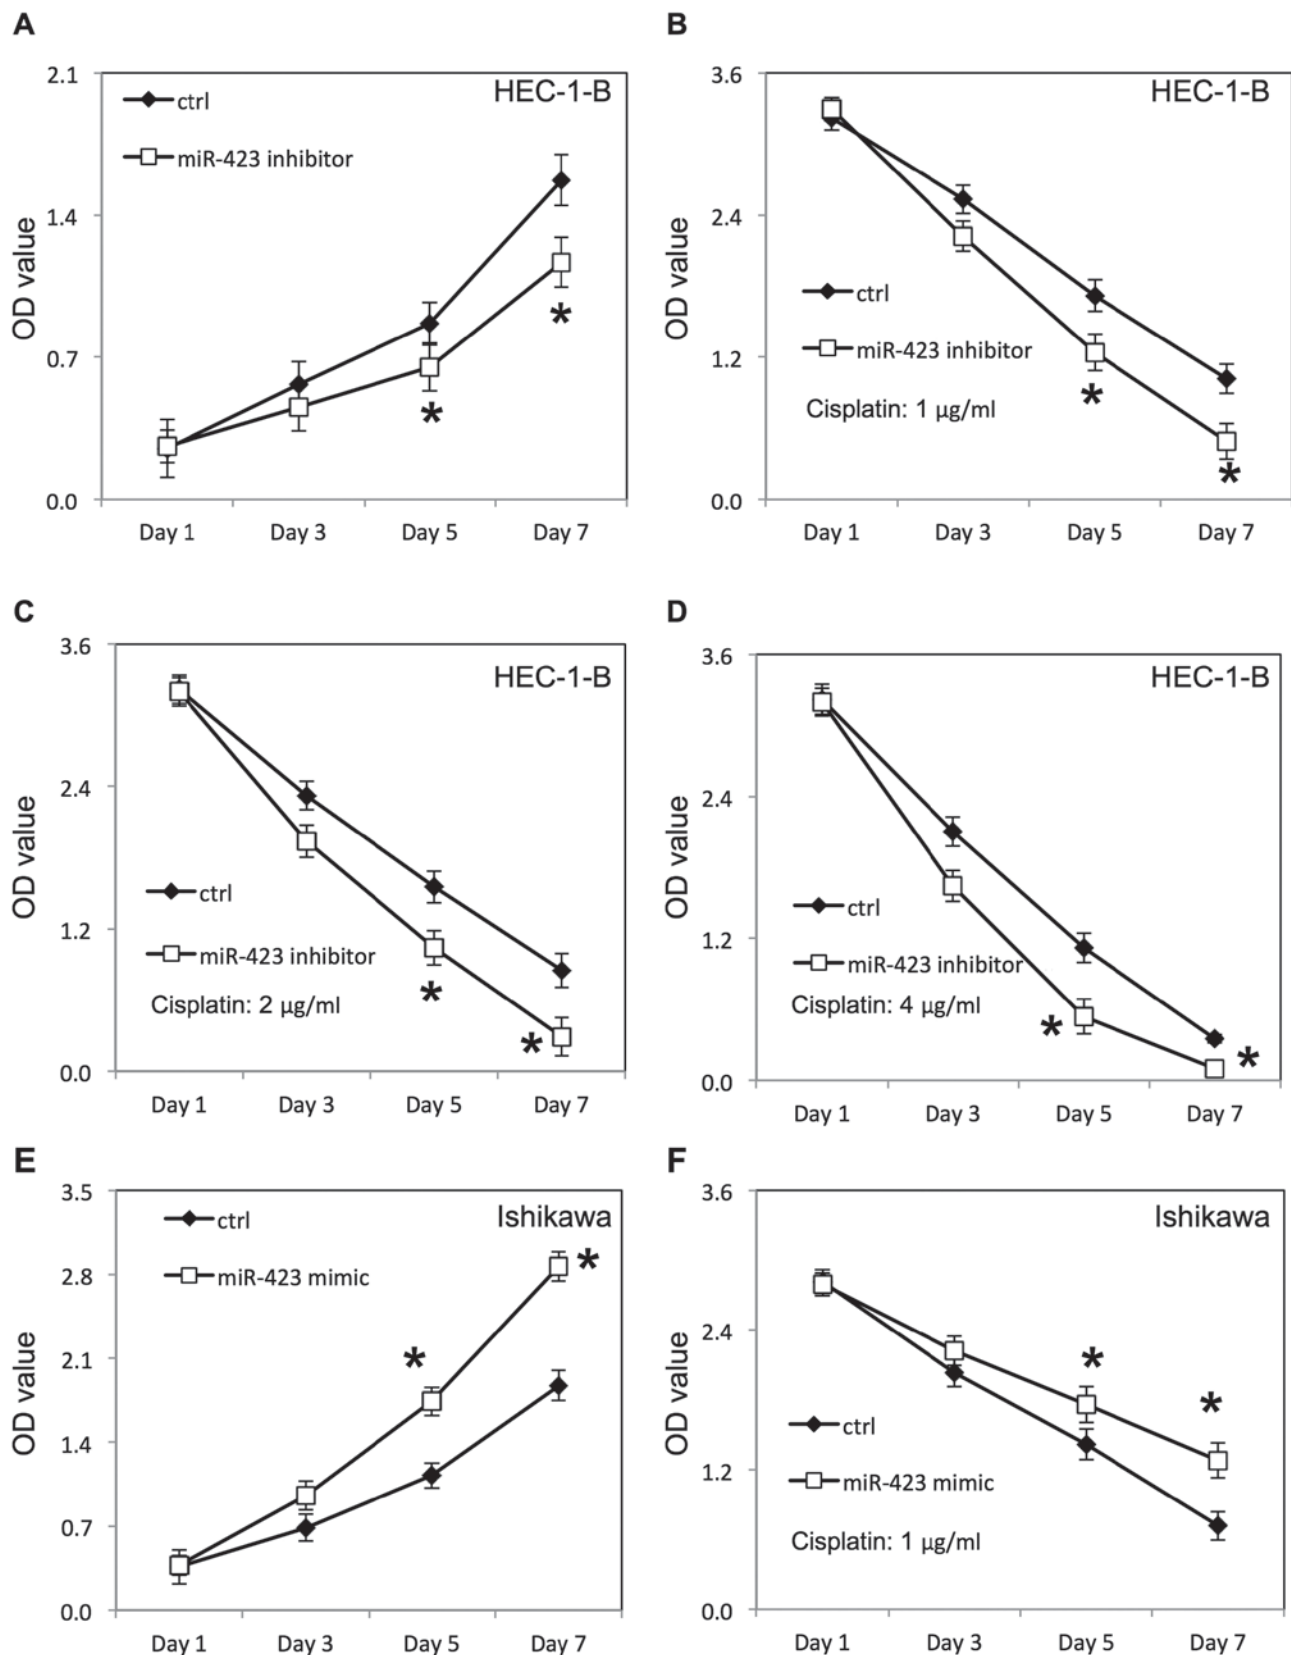 A
HEC-1-B
ctrl
miR-423 inhibitor
OD value
2.1
1.4
0.7
0.0
Day 1 Day 3 Day 5 Day 7
*
*
B
HEC-1-B
ctrl
miR-423 inhibitor
Cisplatin: 1 μg/ml
OD value
3.6
2.4
1.2
0.0
Day 1 Day 3 Day 5 Day 7
*
*
C
HEC-1-B
ctrl
miR-423 inhibitor
Cisplatin: 2 μg/ml
OD value
3.6
2.4
1.2
0.0
Day 1 Day 3 Day 5 Day 7
*
*
D
HEC-1-B
ctrl
miR-423 inhibitor
Cisplatin: 4 μg/ml
OD value
3.6
2.4
1.2
0.0
Day 1 Day 3 Day 5 Day 7
*
*
E
Ishikawa
ctrl
miR-423 mimic
OD value
3.5
2.8
2.1
1.4
0.7
0.0
Day 1 Day 3 Day 5 Day 7
*
*
F
Ishikawa
ctrl
miR-423 mimic
Cisplatin: 1 μg/ml
OD value
3.6
2.4
1.2
0.0
Day 1 Day 3 Day 5 Day 7
*
*